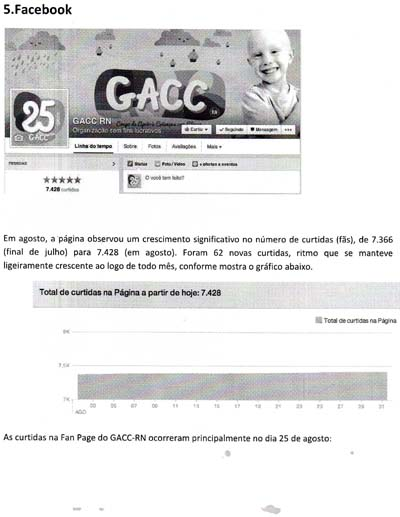 5.Facebook
25
GACC
GACC
RN
GACC RN
Organização com fins lucrativos
Curtiu
Seguindo
Mensagem
Linha do tempo
Sobre
Fotos
Avaliações
Mais
PESSOAS
Status
Foto / Vídeo
+ ofertas e eventos
★★★★★
7.428 curtidas
O você tem feito?
Em agosto, a página observou um crescimento significativo no número de curtidas (fãs), de 7.366
(final de julho) para 7.428 (em agosto). Foram 62 novas curtidas, ritmo que se manteve
ligeiramente crescente ao logo de todo mês, conforme mostra o gráfico abaixo.
Total de curtidas na Página a partir de hoje: 7.428
Total de curtidas na Página
8K
7,5K
7K
03 05 07 09 11 13 15 17 19 21 23 25 27 29 31
AGO
As curtidas na Fan Page do GACC-RN ocorreram principalmente no dia 25 de agosto: